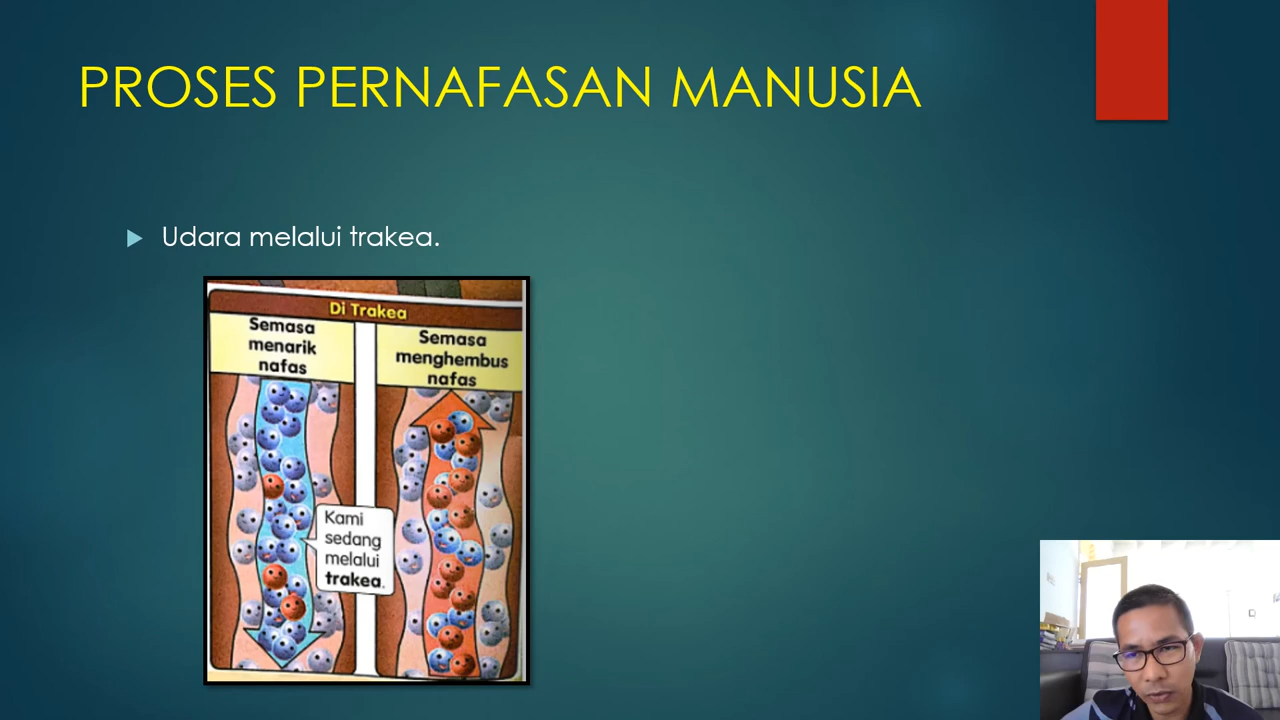 PROSES PERNAFASAN MANUSIA
Udara melalui trakea.
Di Trakea
Semasa
menarik
nafas
Semasa
menghembus
nafas
Kami
sedang
melalui
trakea.